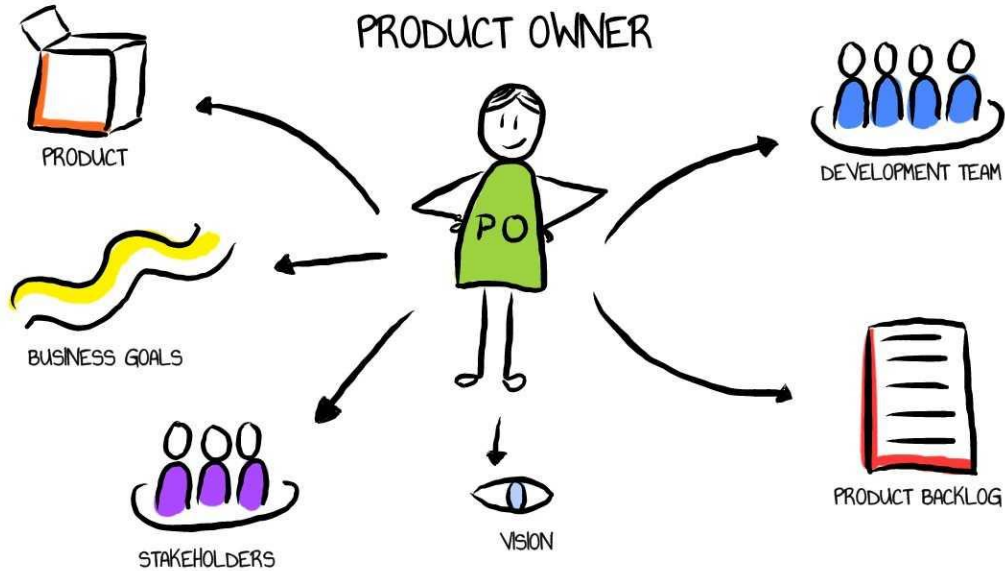 PRODUCT OWNER
PRODUCT
DEVELOPMENT TEAM
PO
BUSINESS GOALS
PRODUCT BACKLOG
STAKEHOLDERS
VISION